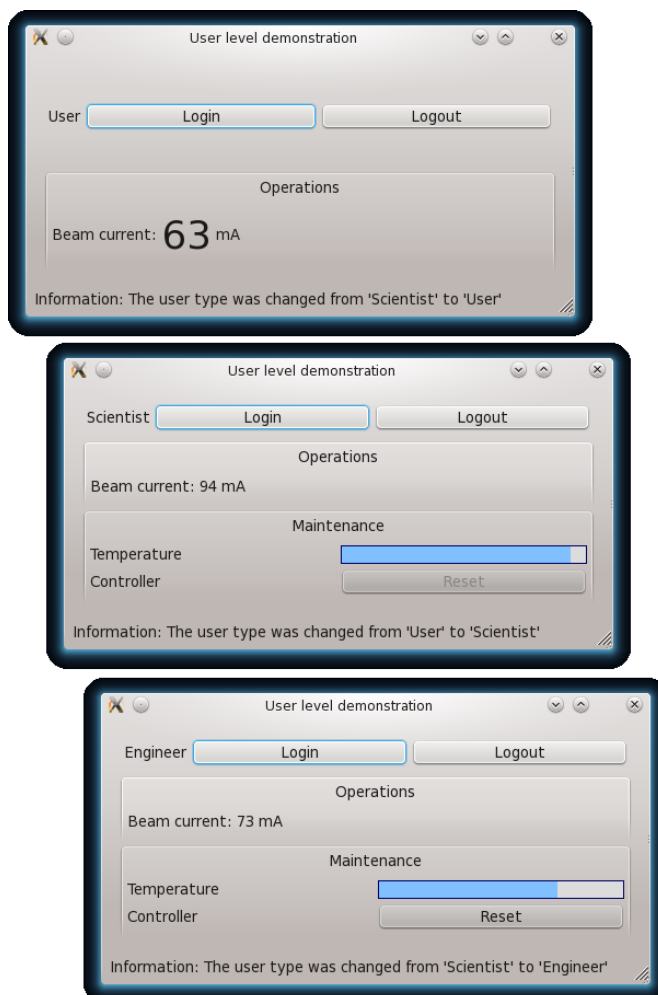 User level demonstration
User Login Logout
Operations
Beam current: 63 mA
Information: The user type was changed from 'Scientist' to 'User'
User level demonstration
Scientist Login Logout
Operations
Beam current: 94 mA
Maintenance
Temperature
Controller Reset
Information: The user type was changed from 'User' to 'Scientist'
User level demonstration
Engineer Login Logout
Operations
Beam current: 73 mA
Maintenance
Temperature
Controller Reset
Information: The user type was changed from 'Scientist' to 'Engineer'